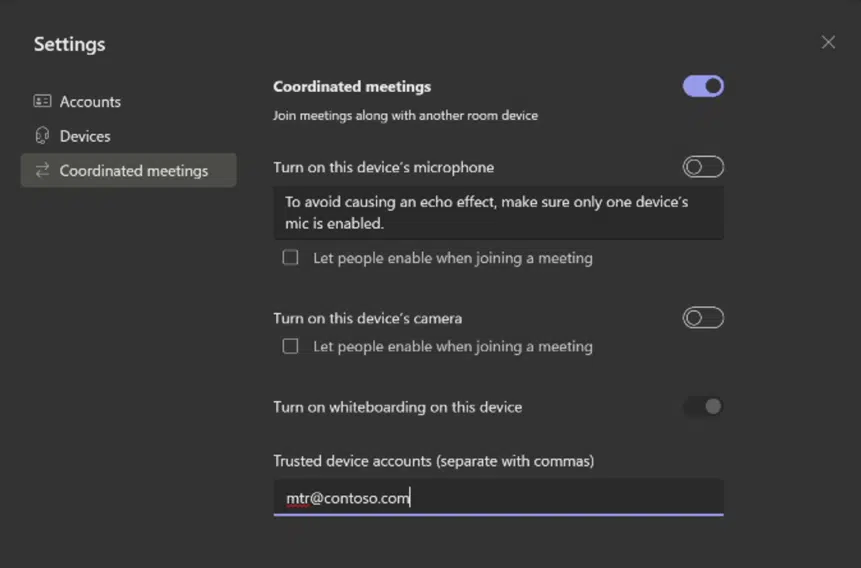 Settings
Accounts
Devices
Coordinated meetings
Coordinated meetings
Join meetings along with another room device
Turn on this device's microphone
To avoid causing an echo effect, make sure only one device's
mic is enabled.
Let people enable when joining a meeting
Turn on this device's camera
Let people enable when joining a meeting
Turn on whiteboarding on this device
Trusted device accounts (separate with commas)
mtr@contoso.com